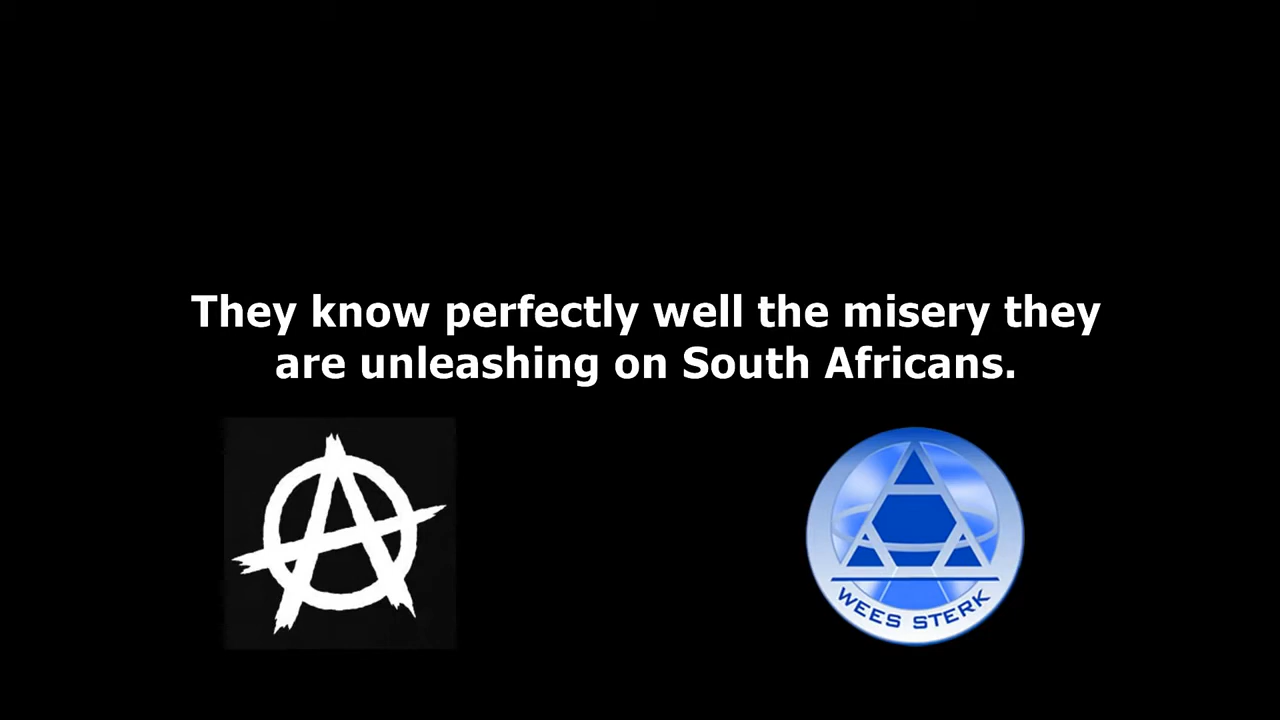 They know perfectly well the misery they
are unleashing on South Africans.
WEES STERK